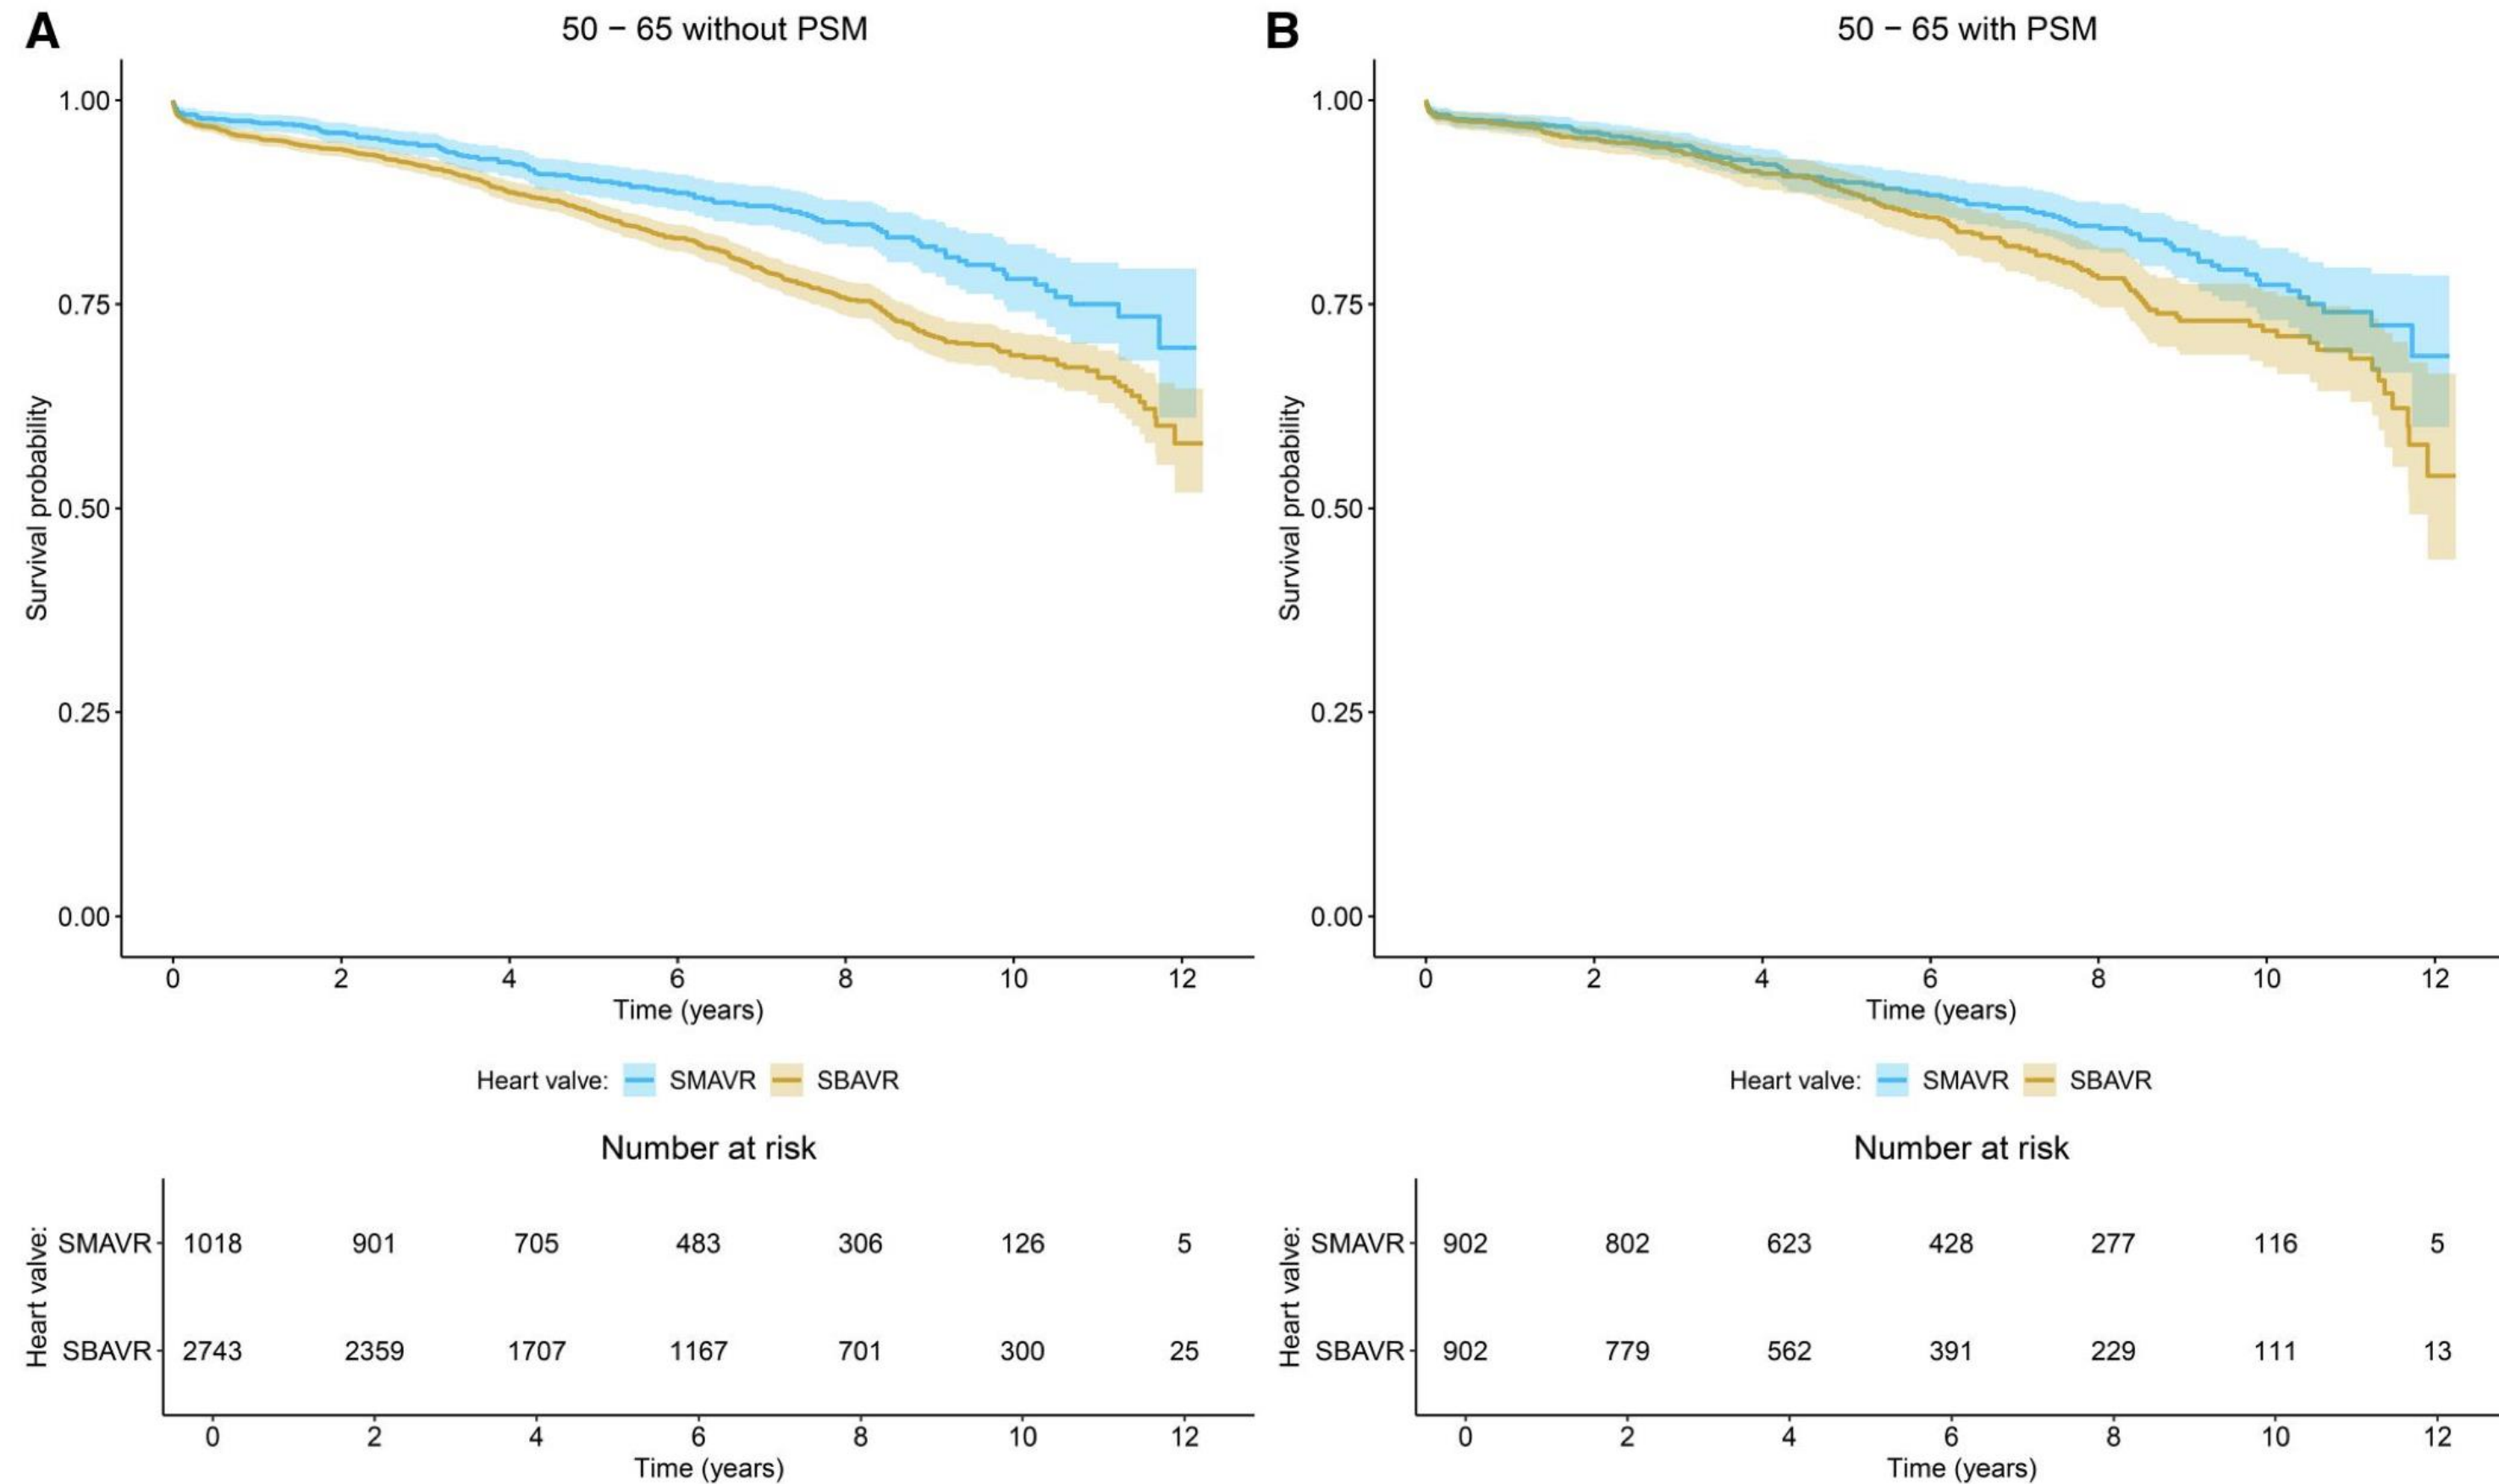 A
50 − 65 without PSM
Survival probability
1.00
0.75
0.50
0.25
0.00
0 2 4 6 8 10 12
Time (years)
Heart valve: SMAVR SBAVR
Number at risk
Heart valve:
SMAVR 1018 901 705 483 306 126 5
SBAVR 2743 2359 1707 1167 701 300 25
0 2 4 6 8 10 12
Time (years)
B
50 − 65 with PSM
Survival probability
1.00
0.75
0.50
0.25
0.00
0 2 4 6 8 10 12
Time (years)
Heart valve: SMAVR SBAVR
Number at risk
Heart valve:
SMAVR 902 802 623 428 277 116 5
SBAVR 902 779 562 391 229 111 13
0 2 4 6 8 10 12
Time (years)